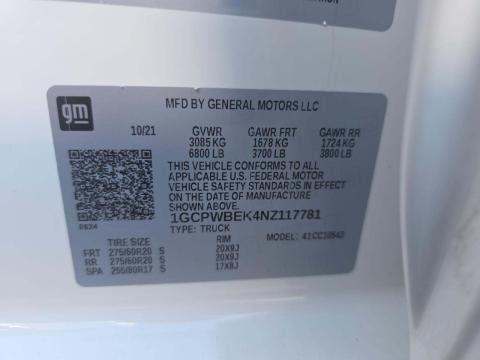 gm
MFD BY GENERAL MOTORS LLC
10/21 GVWR GAWR FRT GAWR RR
3085 KG 1678 KG 1724 KG
6800 LB 3700 LB 3800 LB
THIS VEHICLE CONFORMS TO ALL
APPLICABLE U.S. FEDERAL MOTOR
VEHICLE SAFETY STANDARDS IN
EFFECT ON THE DATE OF
MANUFACTURE SHOWN ABOVE.
1GCPWBEK4NZ117781
TYPE: TRUCK MODEL:
TIRE SIZE RIM
FRT 275/60R20 S 20X9J
RR 275/60R20 S 20X9J
SPA 255/80R17 S 17X8J